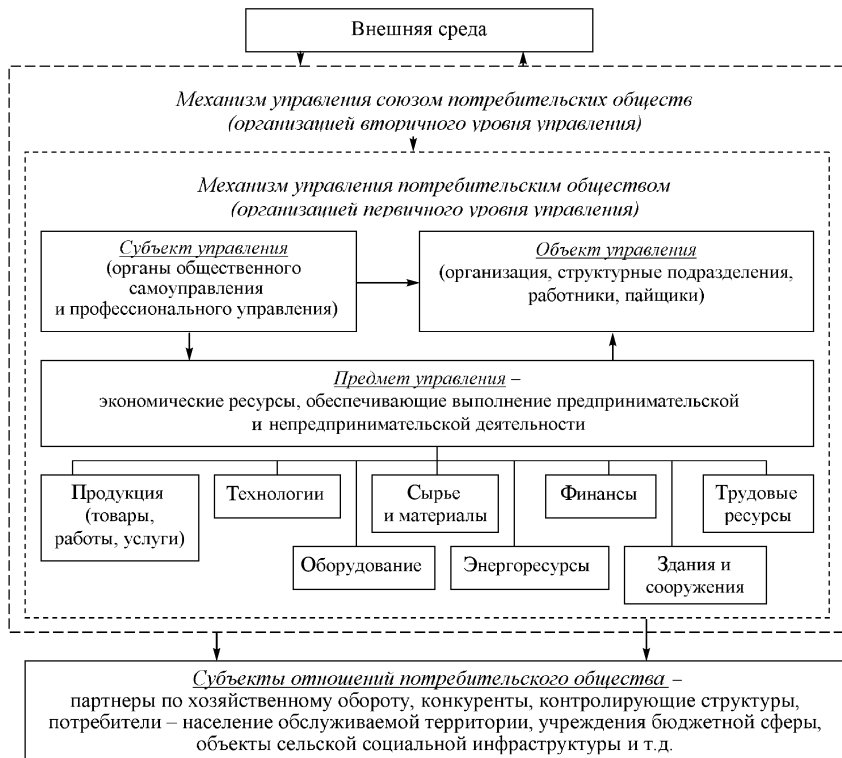 Внешняя среда
Механизм управления союзом потребительских обществ
(организацией вторичного уровня управления)
Механизм управления потребительским обществом
(организацией первичного уровня управления)
Субъект управления
(органы общественного
самоуправления
и профессионального управления)
Объект управления
(организация, структурные подразделения,
работники, пайщики)
Предмет управления –
экономические ресурсы, обеспечивающие выполнение предпринимательской
и непредпринимательской деятельности
Продукция
(товары,
работы, услуги)
Технологии
Сырье
и материалы
Финансы
Трудовые
ресурсы
Оборудование
Энергоресурсы
Здания и
сооружения
Субъекты отношений потребительского общества –
партнеры по хозяйственному обороту, конкуренты, контролирующие структуры,
потребители – население обслуживаемой территории, учреждения бюджетной сферы,
объекты сельской социальной инфраструктуры и т.д.